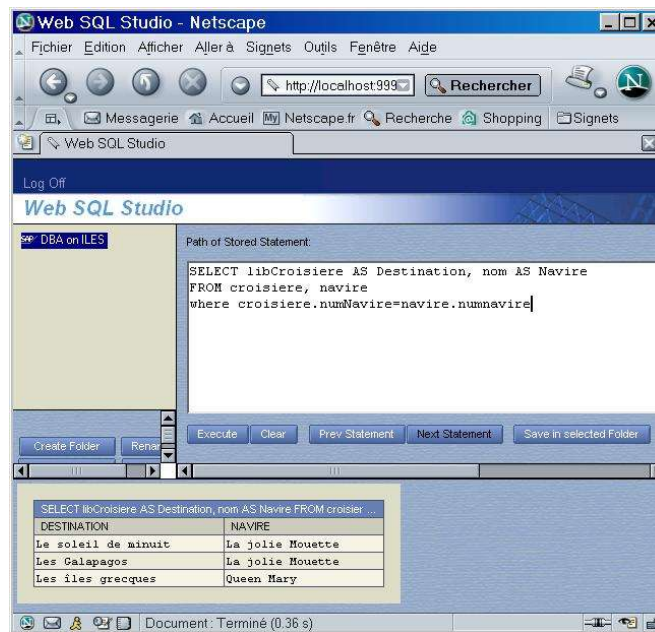 Web SQL Studio - Netscape
Fichier Edition Afficher Aller à Signets Outils Fenêtre Aide
http://localhost:999 Rechercher
Messagerie Accueil Netscape.fr Recherche Shopping Signets
Web SQL Studio
Log Off
Web SQL Studio
DBA on ILES
Path of Stored Statement:
SELECT libCroisiere AS Destination, nom AS Navire
FROM croisiere, navire
where croisiere.numNavire=navire.numnavire
Execute Clear Prev Statement Next Statement Save in selected Folder
Create Folder Renar
SELECT libCroisiere AS Destination, nom AS Navire FROM croisier ...
DESTINATION NAVIRE
Le soleil de minuit La jolie Mouette
Les Galapagos La jolie Mouette
Les îles grecques Queen Mary
Document : Terminé (0.36 s)